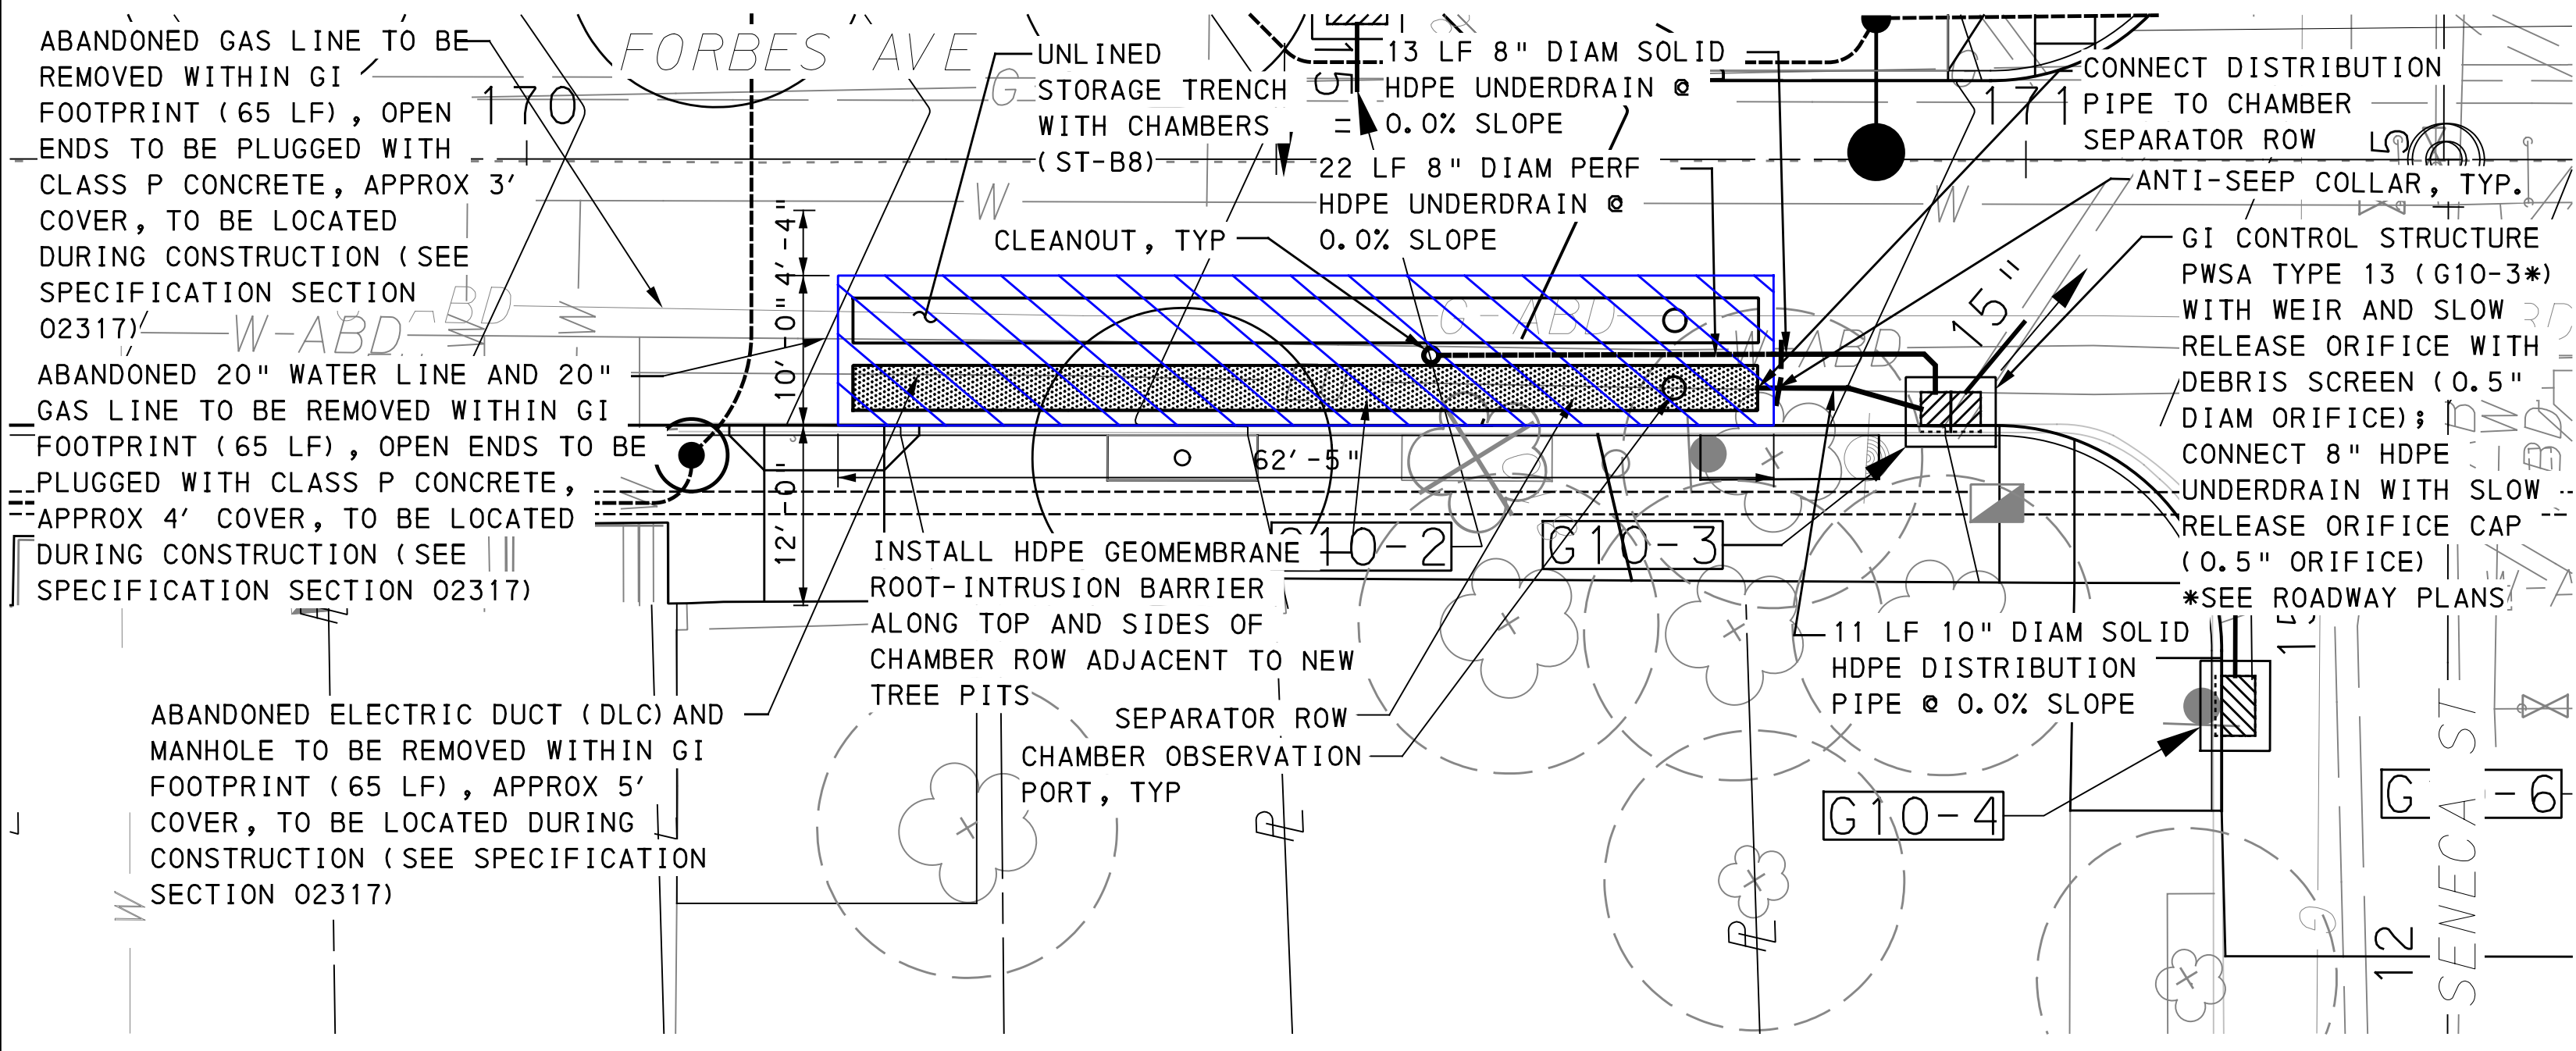 ABANDONED GAS LINE TO BE
REMOVED WITHIN GI
FOOTPRINT (65 LF), OPEN
ENDS TO BE PLUGGED WITH
CLASS P CONCRETE, APPROX 3'
COVER, TO BE LOCATED
DURING CONSTRUCTION (SEE
SPECIFICATION SECTION
02317)
ABANDONED 20" WATER LINE AND 20"
GAS LINE TO BE REMOVED WITHIN GI
FOOTPRINT (65 LF), OPEN ENDS TO BE
PLUGGED WITH CLASS P CONCRETE,
APPROX 4' COVER, TO BE LOCATED
DURING CONSTRUCTION (SEE
SPECIFICATION SECTION 02317)
ABANDONED ELECTRIC DUCT (DLC) AND
MANHOLE TO BE REMOVED WITHIN GI
FOOTPRINT (65 LF), APPROX 5'
COVER, TO BE LOCATED DURING
CONSTRUCTION (SEE SPECIFICATION
SECTION 02317)
FORBES AVE
170
G
W
W-ABD
ABD
W
W
W
4'-4"
10'-0"
12'-0"
62'-5"
UNLINED
STORAGE TRENCH
WITH CHAMBERS
(ST-B8)
CLEANOUT, TYP
13 LF 8" DIAM SOLID
HDPE UNDERDRAIN @
0.0% SLOPE
22 LF 8" DIAM PERF
HDPE UNDERDRAIN @
0.0% SLOPE
G-ABD
W-ABD
INSTALL HDPE GEOMEMBRANE
ROOT-INTRUSION BARRIER
ALONG TOP AND SIDES OF
CHAMBER ROW ADJACENT TO NEW
TREE PITS
SEPARATOR ROW
CHAMBER OBSERVATION
PORT, TYP
G10-2
G10-3
G10-4
171
W
CONNECT DISTRIBUTION
PIPE TO CHAMBER
SEPARATOR ROW
ANTI-SEEP COLLAR, TYP.
15"
GI CONTROL STRUCTURE
PWSA TYPE 13 (G10-3*)
WITH WEIR AND SLOW
RELEASE ORIFICE WITH
DEBRIS SCREEN (0.5"
DIAM ORIFICE);
CONNECT 8" HDPE
UNDERDRAIN WITH SLOW
RELEASE ORIFICE CAP
(0.5" ORIFICE)
*SEE ROADWAY PLANS
11 LF 10" DIAM SOLID
HDPE DISTRIBUTION
PIPE @ 0.0% SLOPE
PL
PL
G
-6
G
12
SENECA ST